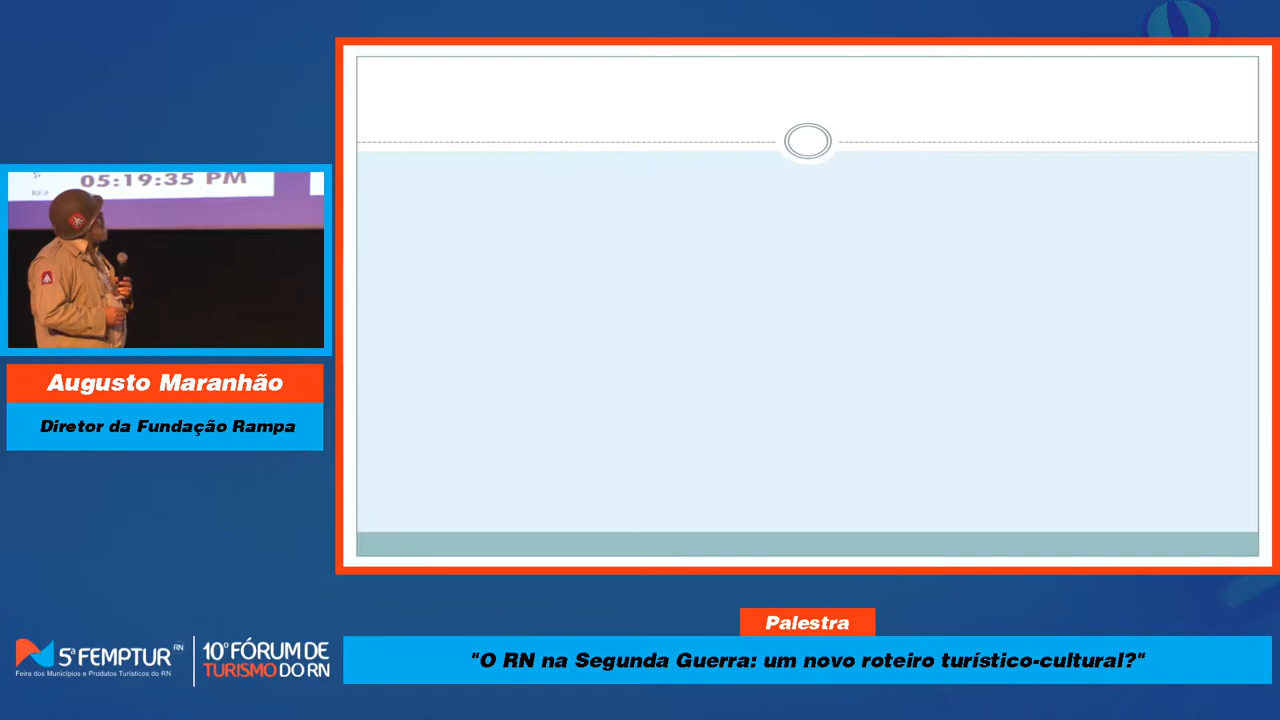 05:19:35 PM
Augusto Maranhão
Diretor da Fundação Rampa
Palestra
"O RN na Segunda Guerra: um novo roteiro turístico-cultural?"
5ª FEMPTUR RN
Feira dos Municípios e Produtos Turísticos do RN
10º FÓRUM DE
TURISMO DO RN